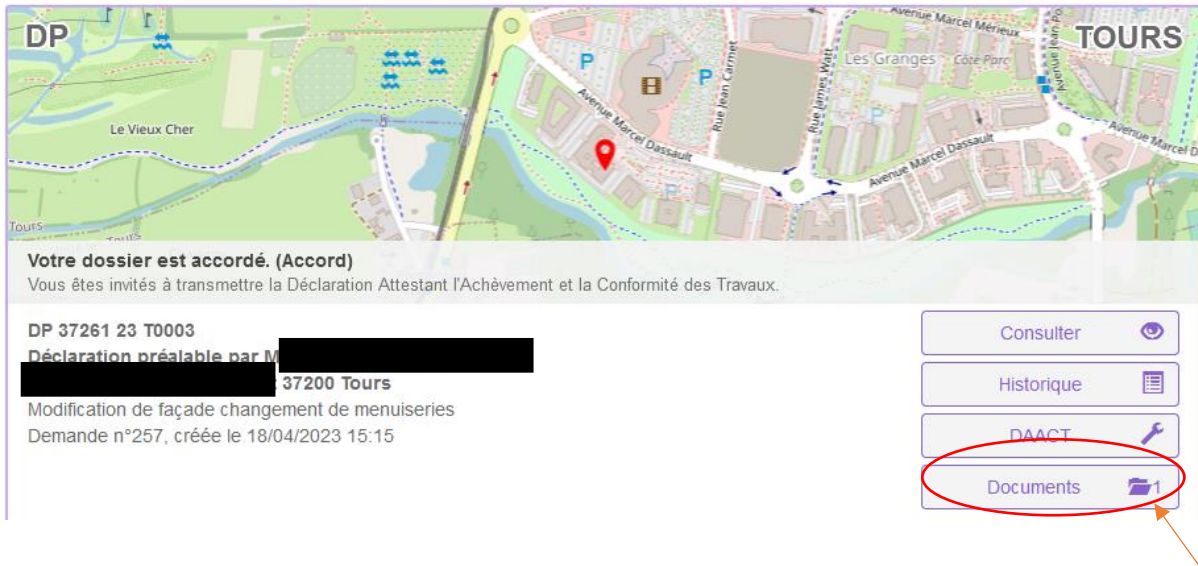 DP
TOURS
Avenue Marcel Mérieux
Avenue Jean
Les Granges
Côté Parc
P
P
P
P
Rue Jean Carmet
Rue James Watt
Le Vieux Cher
Avenue Marcel Dassault
Avenue Marcel Dassault
Avenue Marcel D
Tours
Votre dossier est accordé. (Accord)
Vous êtes invités à transmettre la Déclaration Attestant l'Achèvement et la Conformité des Travaux.
DP 37261 23 T0003
Déclaration préalable par M
37200 Tours
Modification de façade changement de menuiseries
Demande n°257, créée le 18/04/2023 15:15
Consulter
Historique
DAACT
Documents 1